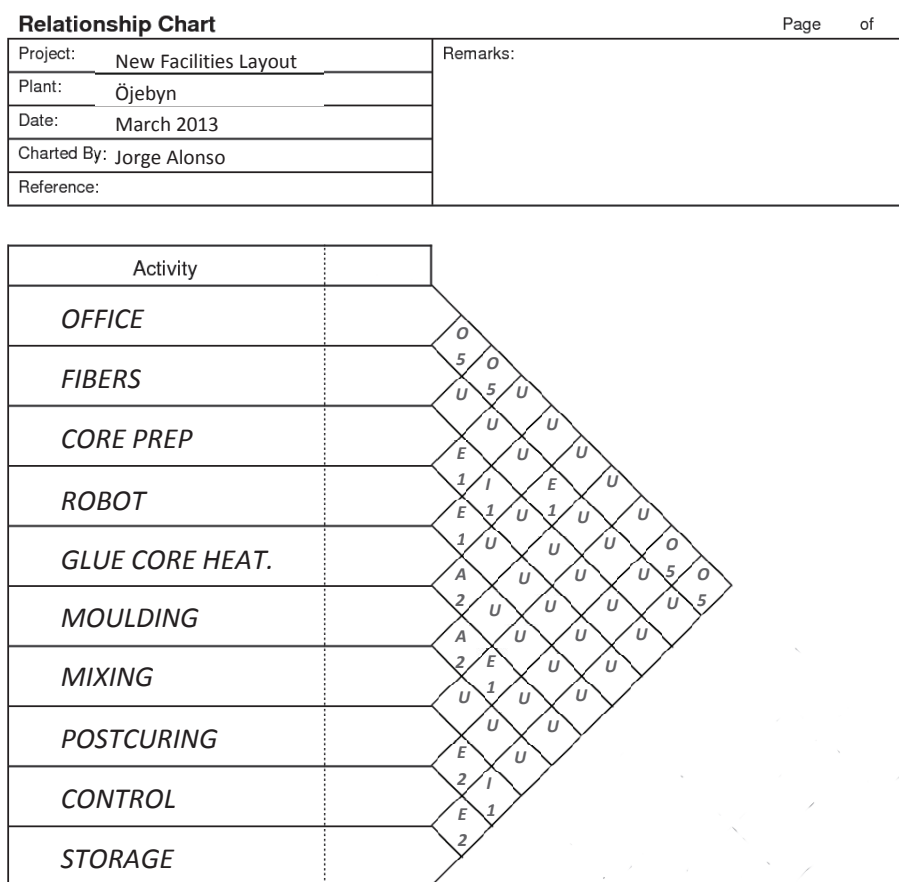 Relationship Chart
Page of
Project: New Facilities Layout
Remarks:
Plant: Öjebyn
Date: March 2013
Charted By: Jorge Alonso
Reference:
Activity
OFFICE
O
5 O
FIBERS
U 5 U
U U
CORE PREP
E U U
1 I E U
ROBOT
E 1 U 1 U U
1 U U U O
GLUE CORE HEAT.
A U U U 5 O
2 U U U U 5
MOULDING
A U U U
2 E U U
MIXING
U 1 U U
U U
POSTCURING
E U
2 I
CONTROL
E 1
2
STORAGE